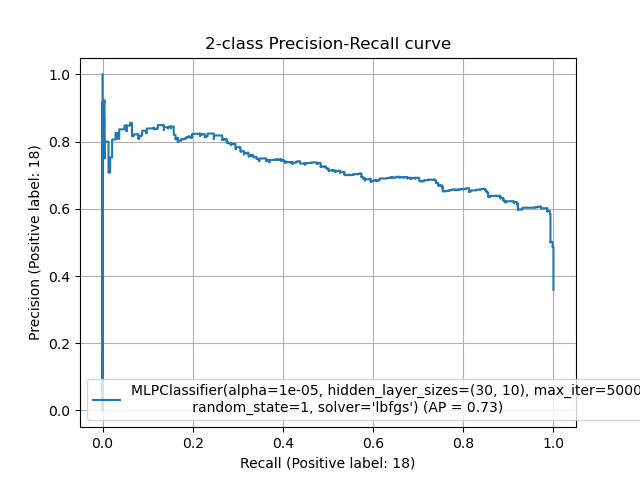 2-class Precision-Recall curve
1.0
0.8
0.6
0.4
0.2
0.0
Precision (Positive label: 18)
MLPClassifier(alpha=1e-05, hidden_layer_sizes=(30, 10), max_iter=5000
random_state=1, solver='lbfgs') (AP = 0.73)
0.0 0.2 0.4 0.6 0.8 1.0
Recall (Positive label: 18)